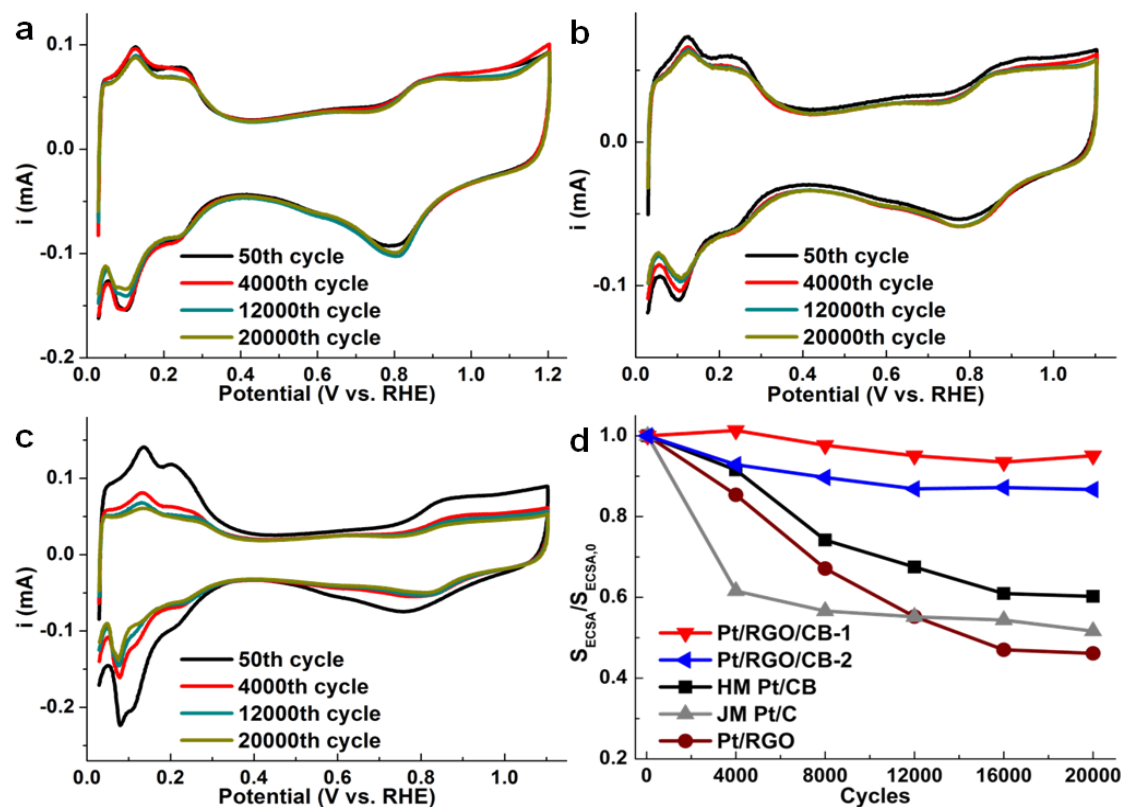 a
0.1
0.0
-0.1
-0.2
i (mA)
50th cycle
4000th cycle
12000th cycle
20000th cycle
0.0 0.2 0.4 0.6 0.8 1.0 1.2
Potential (V vs. RHE)
b
0.0
-0.1
i (mA)
50th cycle
4000th cycle
12000th cycle
20000th cycle
0.0 0.2 0.4 0.6 0.8 1.0
Potential (V vs. RHE)
c
0.1
0.0
-0.1
-0.2
i (mA)
50th cycle
4000th cycle
12000th cycle
20000th cycle
0.0 0.2 0.4 0.6 0.8 1.0
Potential (V vs. RHE)
d
1.0
0.8
0.6
0.4
0.2
S_ECSA/S_ECSA,0
Pt/RGO/CB-1
Pt/RGO/CB-2
HM Pt/CB
JM Pt/C
Pt/RGO
0 4000 8000 12000 16000 20000
Cycles